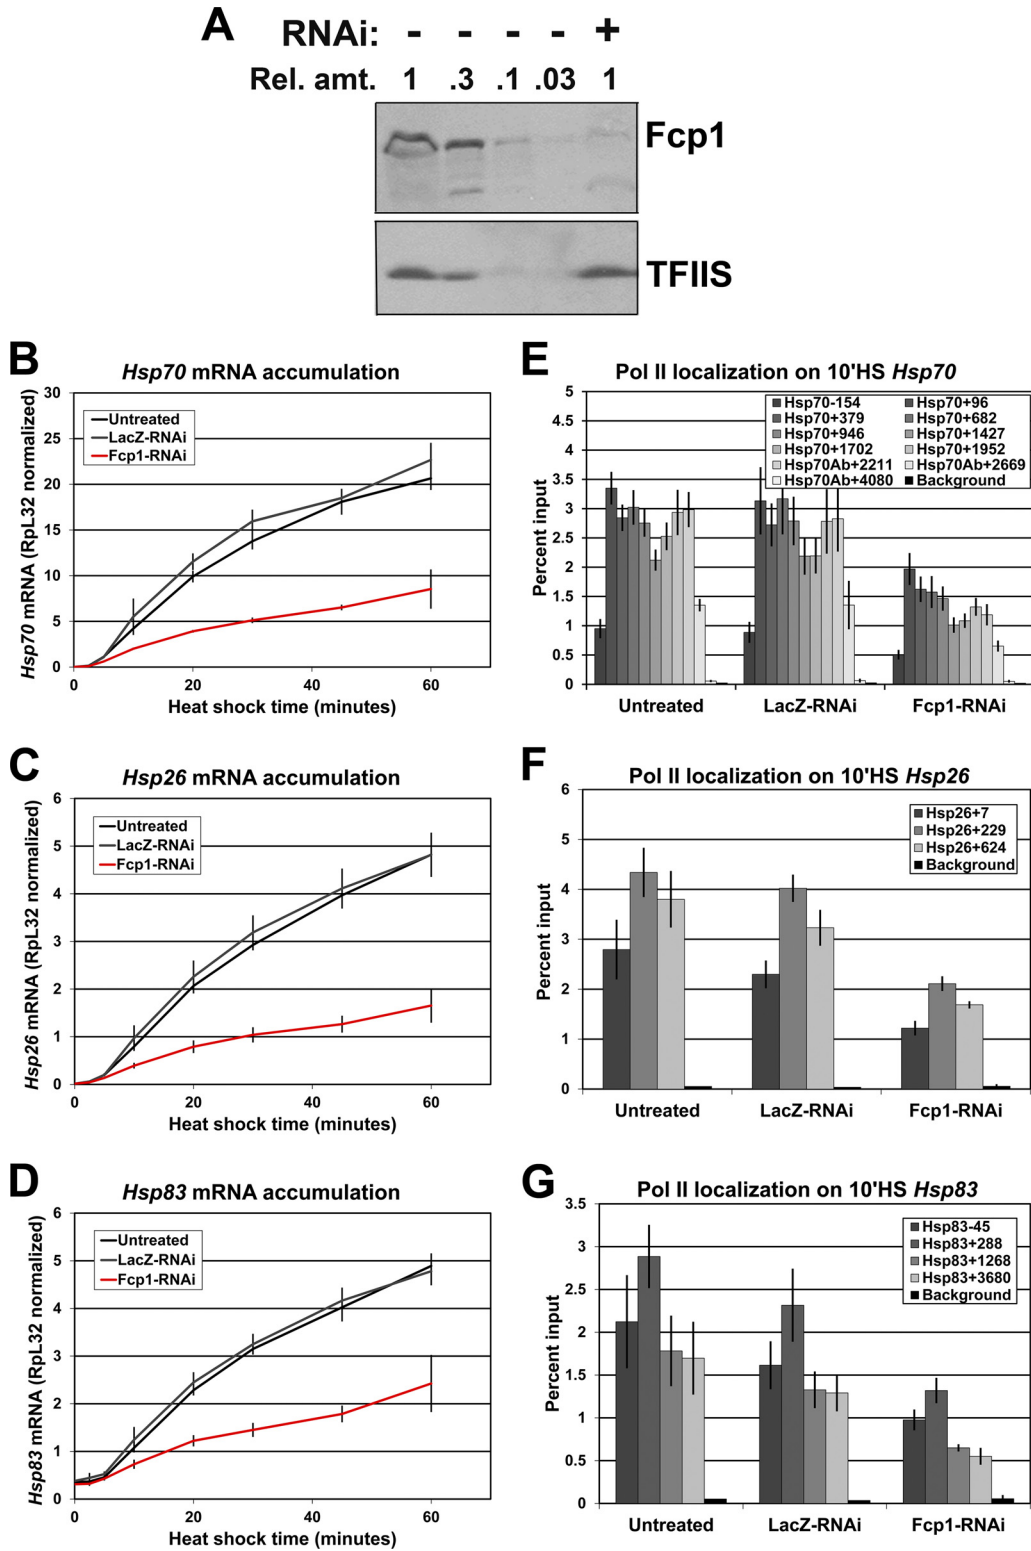 A
RNAi: - - - - +
Rel. amt. 1 .3 .1 .03 1
Fcp1
TFIIS
B
Hsp70 mRNA accumulation
Hsp70 mRNA (RpL32 normalized)
30
25
20
15
10
5
0
Untreated
LacZ-RNAi
Fcp1-RNAi
0 20 40 60
Heat shock time (minutes)
E
Pol II localization on 10'HS Hsp70
Percent input
5
4.5
4
3.5
3
2.5
2
1.5
1
0.5
0
Hsp70-154 Hsp70+96
Hsp70+379 Hsp70+682
Hsp70+946 Hsp70+1427
Hsp70+1702 Hsp70+1952
Hsp70Ab+2211 Hsp70Ab+2669
Hsp70Ab+4080 Background
Untreated LacZ-RNAi Fcp1-RNAi
C
Hsp26 mRNA accumulation
Hsp26 mRNA (RpL32 normalized)
6
5
4
3
2
1
0
Untreated
LacZ-RNAi
Fcp1-RNAi
0 20 40 60
Heat shock time (minutes)
F
Pol II localization on 10'HS Hsp26
Percent input
6
5
4
3
2
1
0
Hsp26+7
Hsp26+229
Hsp26+624
Background
Untreated LacZ-RNAi Fcp1-RNAi
D
Hsp83 mRNA accumulation
Hsp83 mRNA (RpL32 normalized)
6
5
4
3
2
1
0
Untreated
LacZ-RNAi
Fcp1-RNAi
0 20 40 60
Heat shock time (minutes)
G
Pol II localization on 10'HS Hsp83
Percent input
3.5
3
2.5
2
1.5
1
0.5
0
Hsp83-45
Hsp83+288
Hsp83+1268
Hsp83+3680
Background
Untreated LacZ-RNAi Fcp1-RNAi